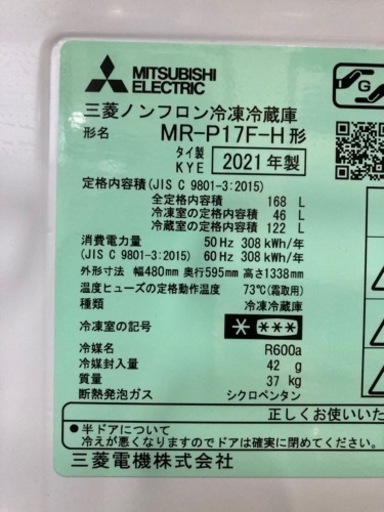 MITSUBISHI
ELECTRIC
G
三菱ノンフロン冷凍冷蔵庫
形名 MR-P17F-H 形
タイ製
KYE 2021年製
定格内容積(JIS C 9801-3:2015)
全定格内容積 168 L
冷凍室の定格内容積 46 L
冷蔵室の定格内容積 122 L
消費電力量 50Hz 308 kWh/年
(JIS C 9801-3:2015) 60Hz 308 kWh/年
外形寸法 幅480mm 奥行595mm 高さ1338mm
温度ヒューズの定格動作温度 73℃(霜取用)
種類 冷凍冷蔵庫
冷凍室の記号 * ***
冷媒名 R600a
冷媒封入量 42 g
質量 37 kg
断熱発泡ガス シクロペンタン
正しくお使いいただ
●半ドアについて
冷えが悪くなりますのでドアは確実に閉めてください。
三菱電機株式会社